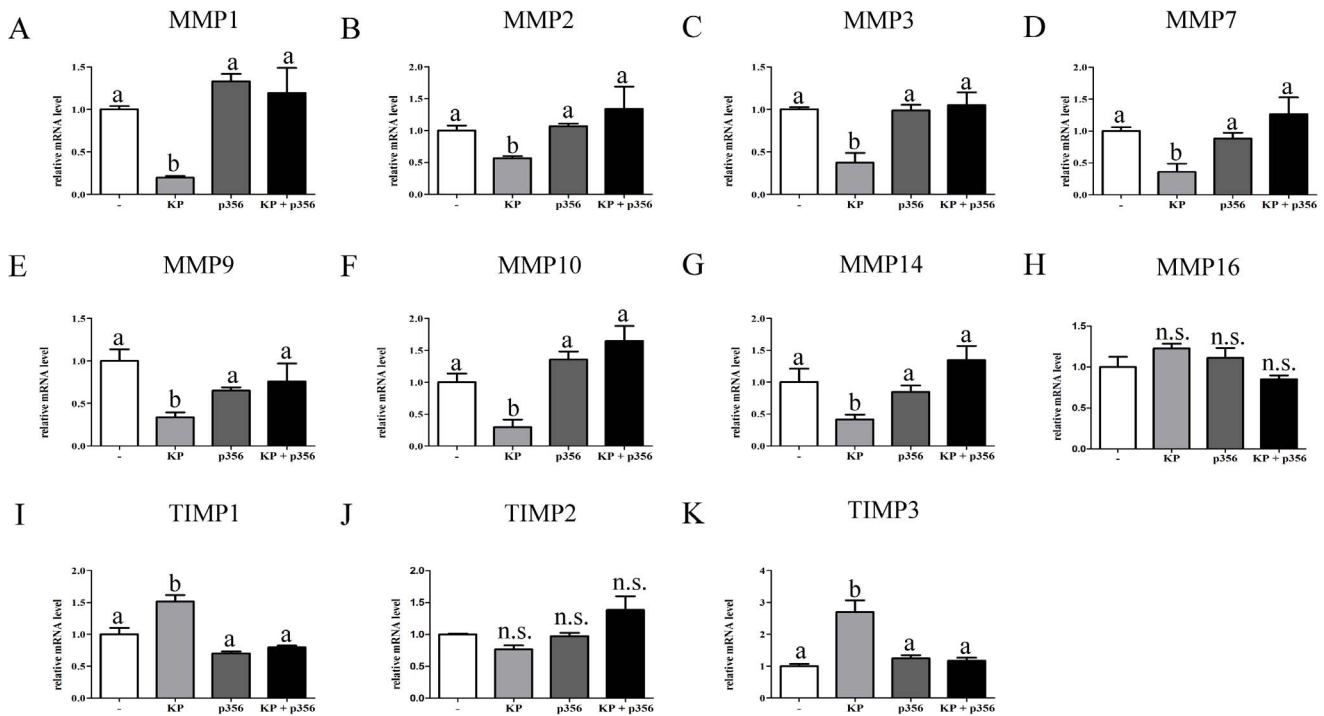 A MMP1
relative mRNA level
1.5
1.0
0.5
0.0
a b a a
- KP p356 KP + p356
B MMP2
relative mRNA level
2.0
1.5
1.0
0.5
0.0
a b a a
- KP p356 KP + p356
C MMP3
relative mRNA level
1.5
1.0
0.5
0.0
a b a a
- KP p356 KP + p356
D MMP7
relative mRNA level
2.0
1.5
1.0
0.5
0.0
a b a a
- KP p356 KP + p356
E MMP9
relative mRNA level
1.5
1.0
0.5
0.0
a b a a
- KP p356 KP + p356
F MMP10
relative mRNA level
2.0
1.5
1.0
0.5
0.0
a b a a
- KP p356 KP + p356
G MMP14
relative mRNA level
2.0
1.5
1.0
0.5
0.0
a b a a
- KP p356 KP + p356
H MMP16
relative mRNA level
1.5
1.0
0.5
0.0
n.s. n.s. n.s.
- KP p356 KP + p356
I TIMP1
relative mRNA level
2.0
1.5
1.0
0.5
0.0
a b a a
- KP p356 KP + p356
J TIMP2
relative mRNA level
2.0
1.5
1.0
0.5
0.0
n.s. n.s. n.s.
- KP p356 KP + p356
K TIMP3
relative mRNA level
4
3
2
1
0
a b a a
- KP p356 KP + p356